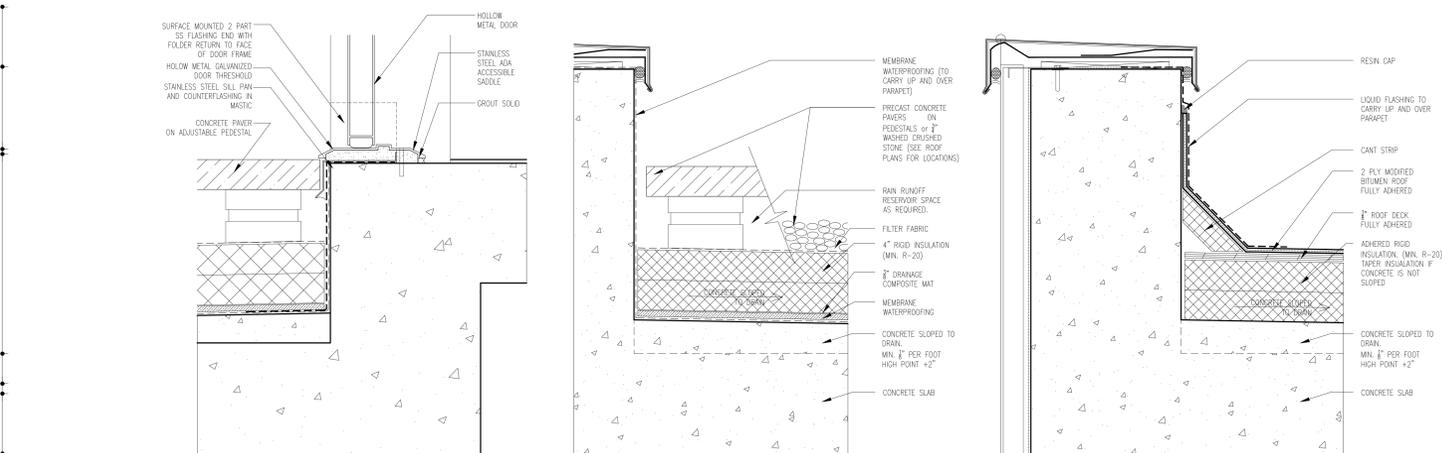 SURFACE MOUNTED 2 PART
SS FLASHING END WITH
FOLDER RETURN TO FACE
OF DOOR FRAME
HOLOW METAL GALVANIZED
DOOR THRESHOLD
STAINLESS STEEL SILL PAN
AND COUNTERFLASHING IN
MASTIC
CONCRETE PAVER
ON ADJUSTABLE PEDESTAL
HOLLOW
METAL DOOR
STAINLESS
STEEL ADA
ACCESSIBLE
SADDLE.
GROUT SOLID
MEMBRANE
WATERPROOFING (TO
CARRY UP AND OVER
PARAPET)
PRECAST CONCRETE
PAVERS ON
PEDESTALS or 3/4"
WASHED CRUSHED
STONE (SEE ROOF
PLANS FOR LOCATIONS)
RAIN RUNOFF
RESERVOIR SPACE
AS REQUIRED.
FILTER FABRIC
4" RIGID INSULATION
(MIN. R-20)
DRAINAGE
COMPOSITE MAT
MEMBRANE
WATERPROOFING
CONCRETE SLOPED
TO DRAIN
CONCRETE SLOPED TO
DRAIN.
MIN. PER FOOT
HIGH POINT +2"
CONCRETE SLAB
RESIN CAP
LIQUID FLASHING TO
CARRY UP AND OVER
PARAPET
CANT STRIP
2 PLY MODIFIED
BITUMEN ROOF
FULLY ADHERED
ROOF DECK
FULLY ADHERED
ADHERED RIGID
INSULATION. (MIN. R-20)
TAPER INSUALATION IF
CONCRETE IS NOT
SLOPED
CONCRETE SLOPED
TO DRAIN
CONCRETE SLOPED TO
DRAIN.
MIN. PER FOOT
HIGH POINT +2"
CONCRETE SLAB